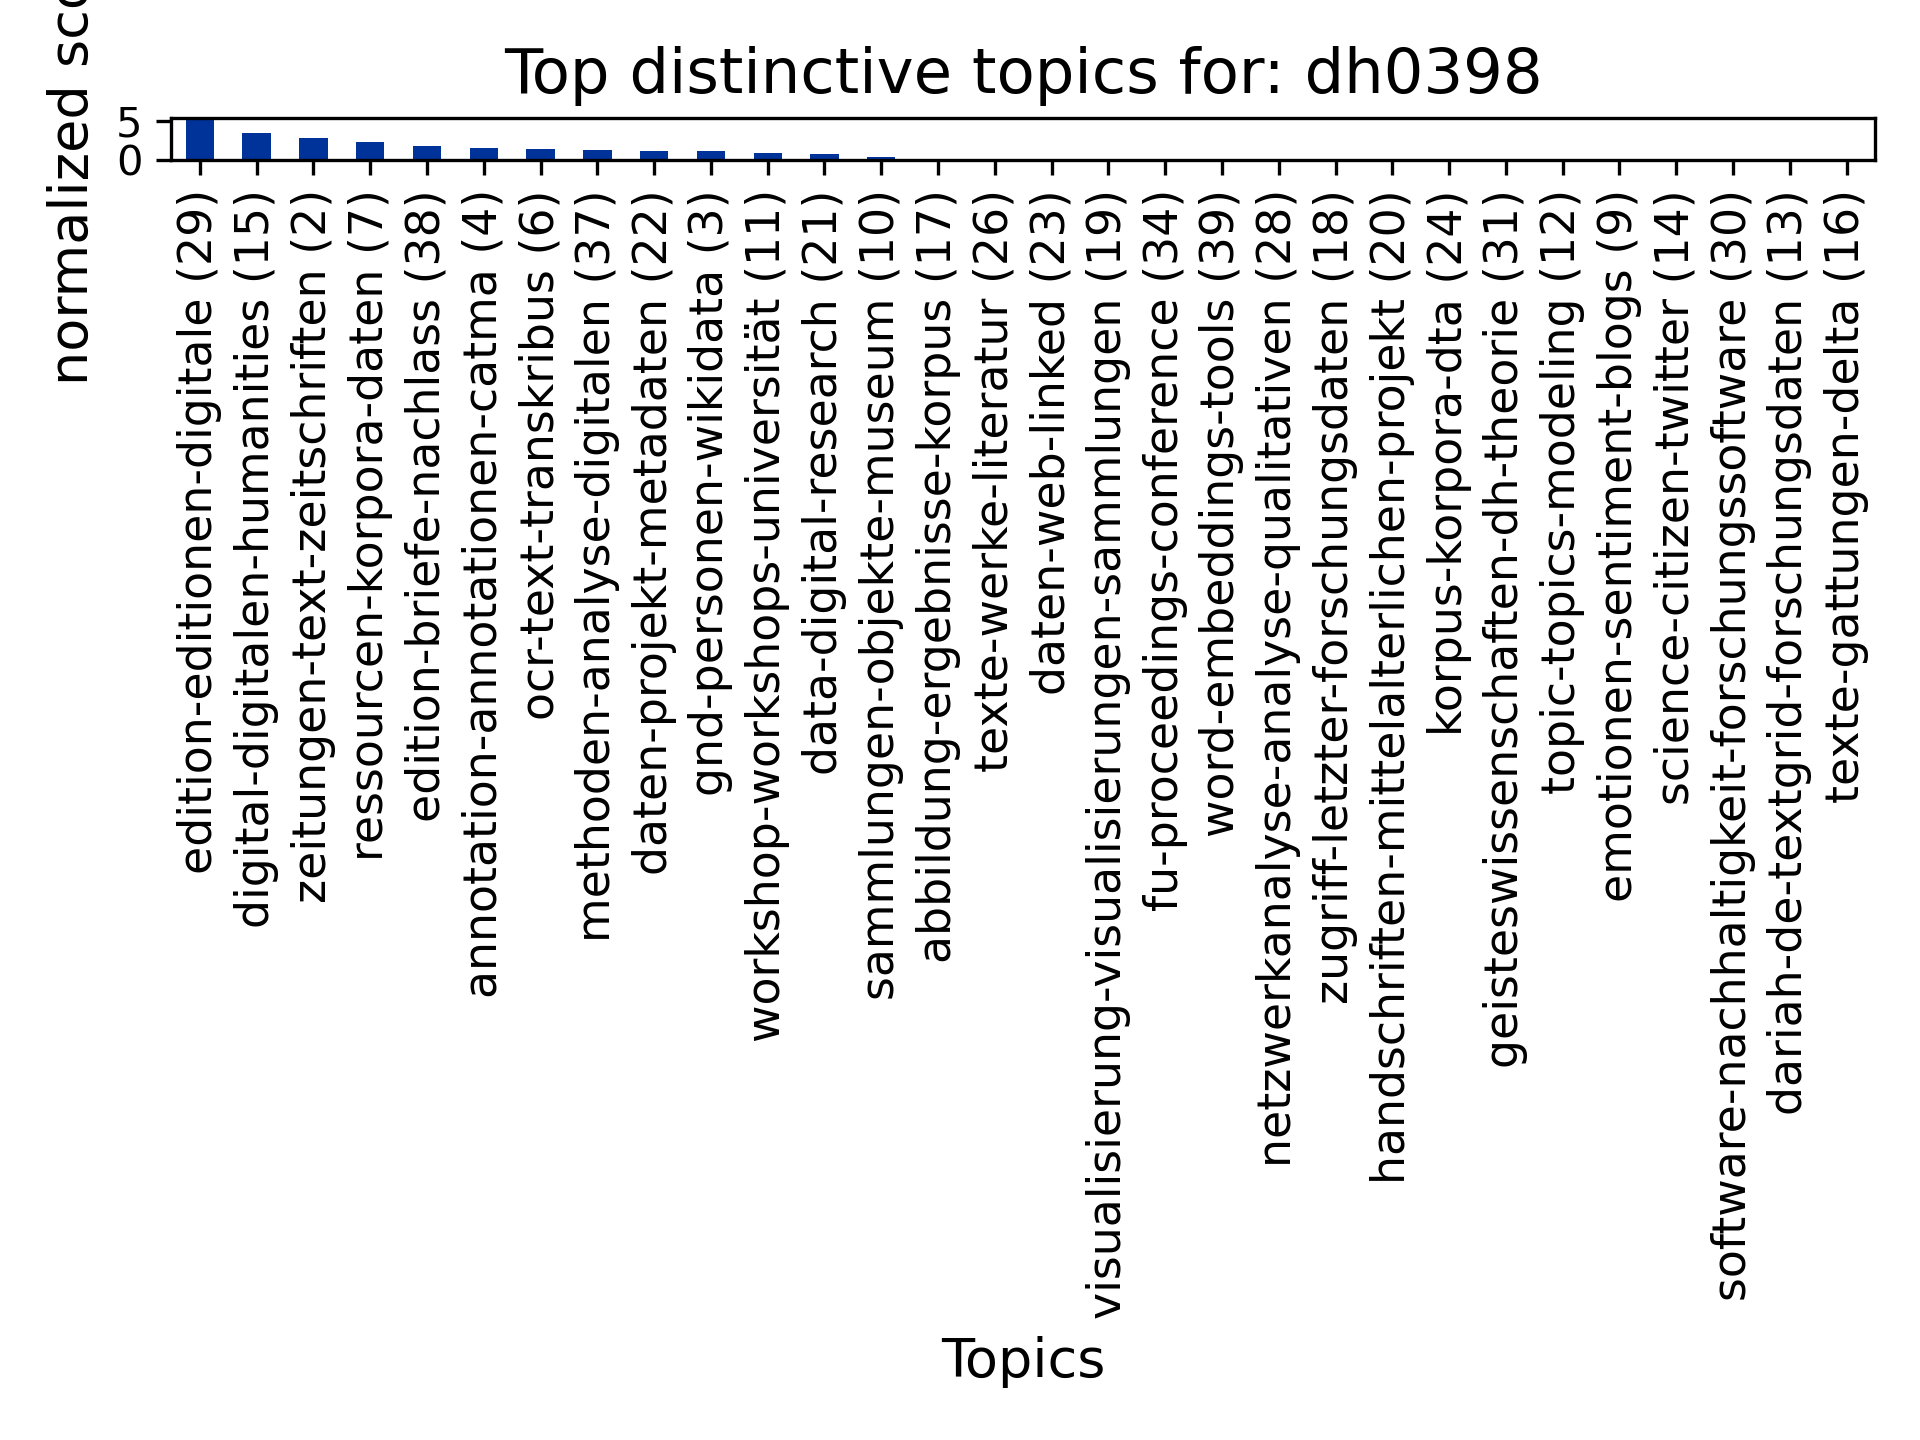 Top distinctive topics for: dh0398
normalized sco
5
0
edition-editionen-digitale (29)
digital-digitalen-humanities (15)
zeitungen-text-zeitschriften (2)
ressourcen-korpora-daten (7)
edition-briefe-nachlass (38)
annotation-annotationen-catma (4)
ocr-text-transkribus (6)
methoden-analyse-digitalen (37)
daten-projekt-metadaten (22)
gnd-personen-wikidata (3)
workshop-workshops-universität (11)
data-digital-research (21)
sammlungen-objekte-museum (10)
abbildung-ergebnisse-korpus (17)
texte-werke-literatur (26)
daten-web-linked (23)
visualisierung-visualisierungen-sammlungen (19)
fu-proceedings-conference (34)
word-embeddings-tools (39)
netzwerkanalyse-analyse-qualitativen (28)
zugriff-letzter-forschungsdaten (18)
handschriften-mittelalterlichen-projekt (20)
korpus-korpora-dta (24)
geisteswissenschaften-dh-theorie (31)
topic-topics-modeling (12)
emotionen-sentiment-blogs (9)
science-citizen-twitter (14)
software-nachhaltigkeit-forschungssoftware (30)
dariah-de-textgrid-forschungsdaten (13)
texte-gattungen-delta (16)
Topics